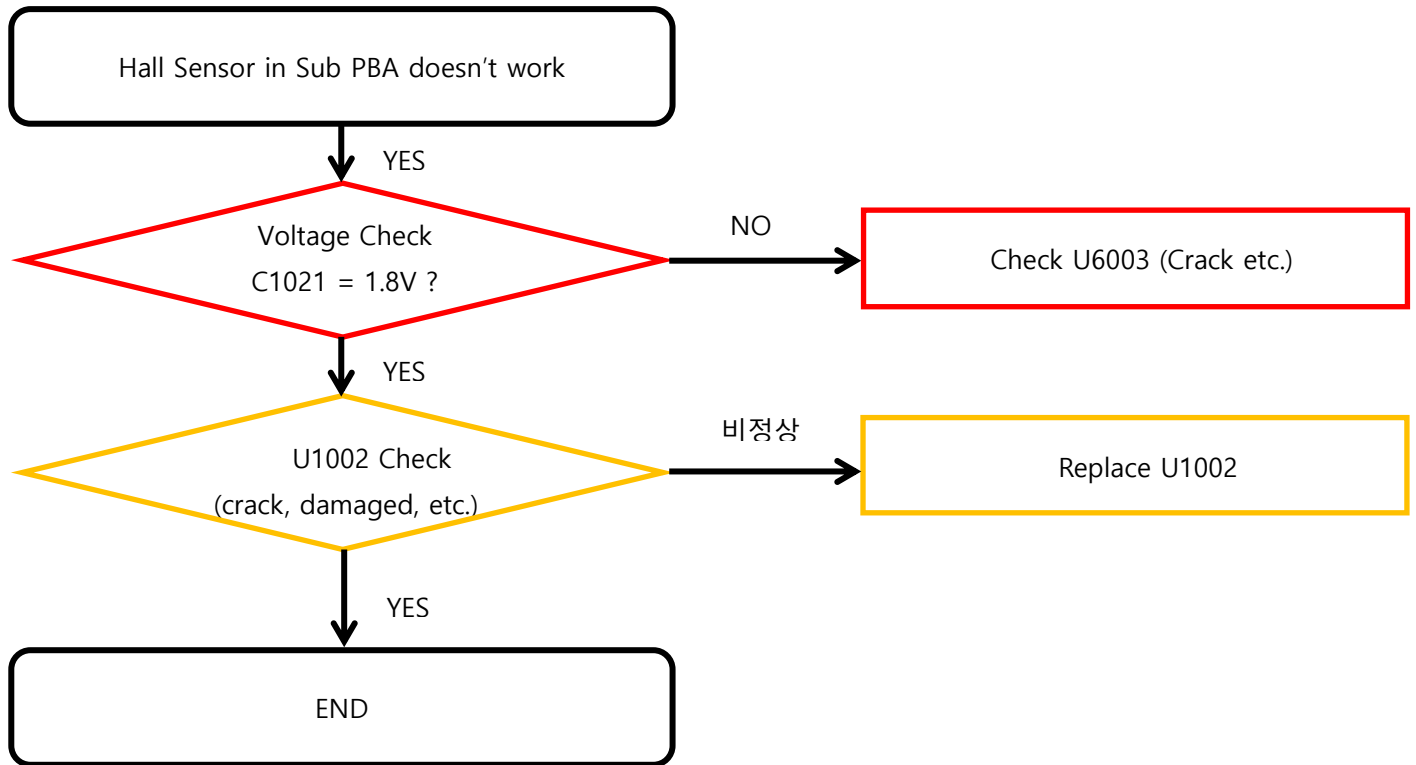 Hall Sensor in Sub PBA doesn't work
YES
Voltage Check
C1021 = 1.8V ?
NO
Check U6003 (Crack etc.)
YES
U1002 Check
(crack, damaged, etc.)
비정상
Replace U1002
YES
END